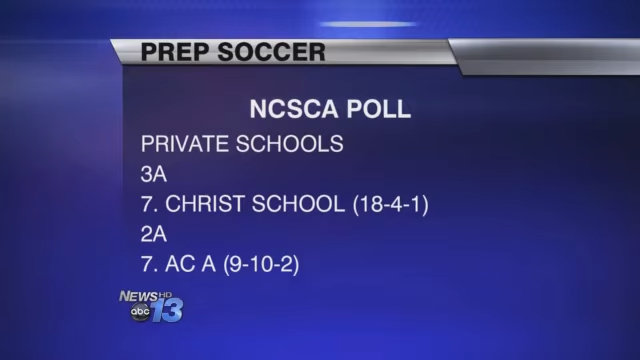 PREP SOCCER
NCSCA POLL
PRIVATE SCHOOLS
3A
7. CHRIST SCHOOL (18-4-1)
2A
7. AC A (9-10-2)
NEWS HD
abc 13